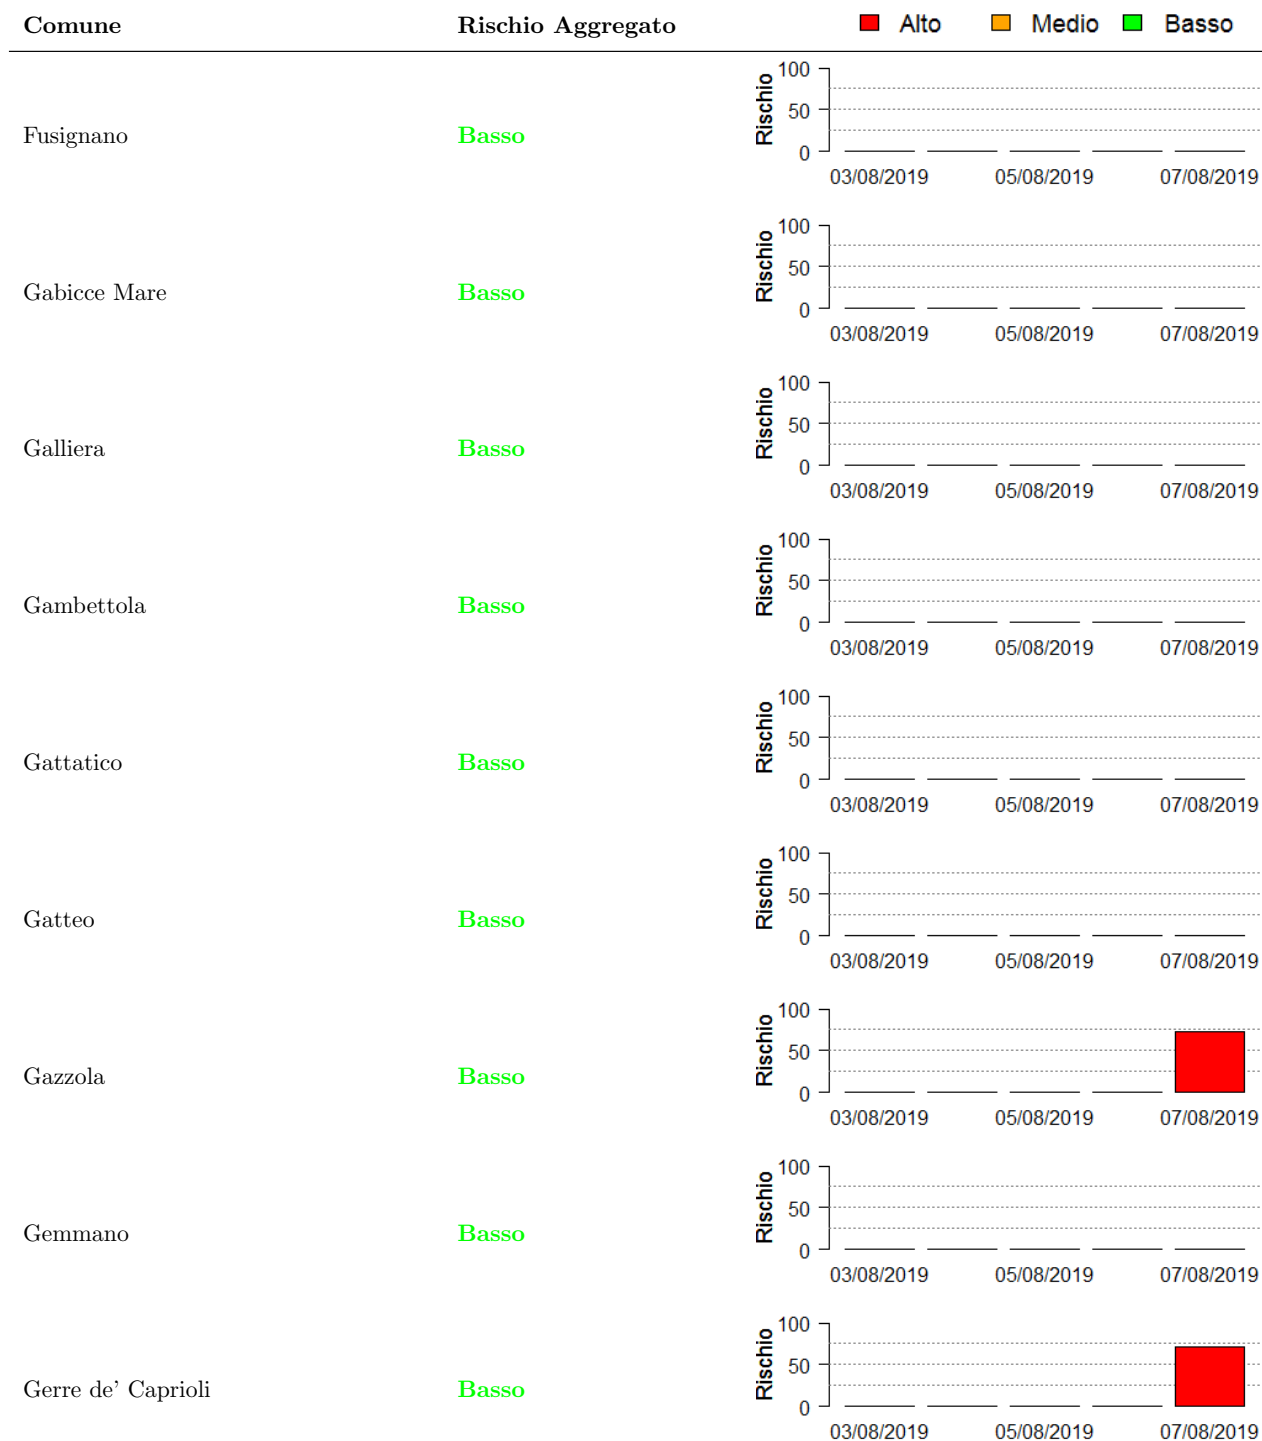 Comune Rischio Aggregato Alto Medio Basso
Fusignano Basso
Rischio
100
50
0
03/08/2019 05/08/2019 07/08/2019
Gabicce Mare Basso
Rischio
100
50
0
03/08/2019 05/08/2019 07/08/2019
Galliera Basso
Rischio
100
50
0
03/08/2019 05/08/2019 07/08/2019
Gambettola Basso
Rischio
100
50
0
03/08/2019 05/08/2019 07/08/2019
Gattatico Basso
Rischio
100
50
0
03/08/2019 05/08/2019 07/08/2019
Gatteo Basso
Rischio
100
50
0
03/08/2019 05/08/2019 07/08/2019
Gazzola Basso
Rischio
100
50
0
03/08/2019 05/08/2019 07/08/2019
Gemmano Basso
Rischio
100
50
0
03/08/2019 05/08/2019 07/08/2019
Gerre de' Caprioli Basso
Rischio
100
50
0
03/08/2019 05/08/2019 07/08/2019